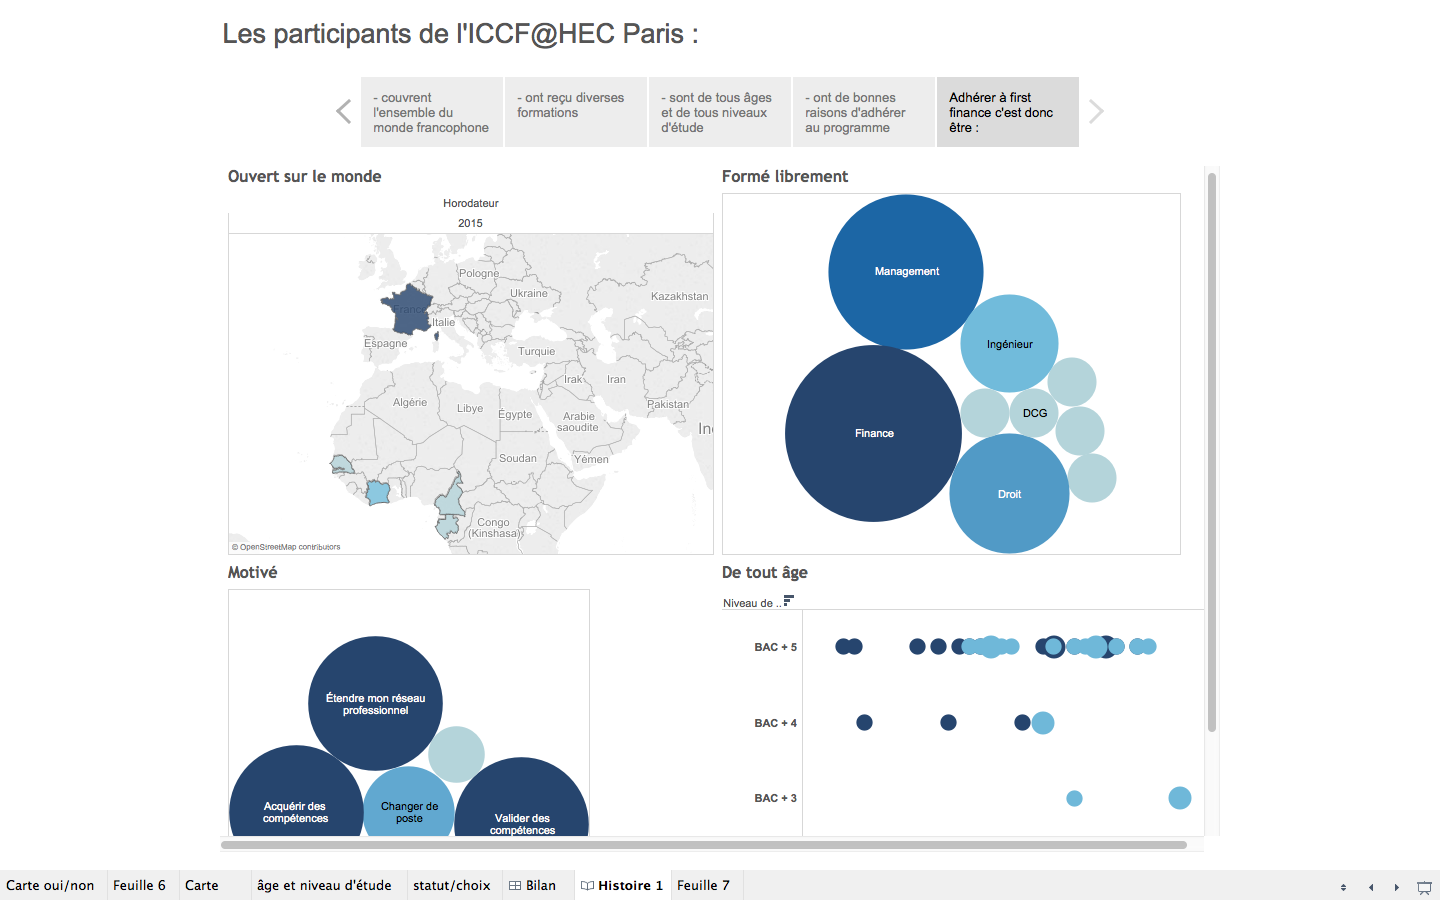 Les participants de l'ICCF@HEC Paris :
- couvrent
l'ensemble du
monde francophone
- ont reçu diverses
formations
- sont de tous âges
et de tous niveaux
d'étude
- ont de bonnes
raisons d'adhérer
au programme
Adhérer à first
finance c'est donc
être :
Ouvert sur le monde
Horodateur
2015
Pologne
Ukraine
Kazakhstan
France
Italie
Espagne
Turquie
Irak
Iran
Pakistan
Algérie
Libye
Égypte
Arabie
saoudite
In
Soudan
Yémen
Congo
(Kinshasa)
© OpenStreetMap contributors
Formé librement
Management
Ingénieur
DCG
Finance
Droit
Motivé
Étendre mon réseau
professionnel
Acquérir des
compétences
Changer de
poste
Valider des
compétences
De tout âge
Niveau de ..
BAC + 5
BAC + 4
BAC + 3
Carte oui/non
Feuille 6
Carte
âge et niveau d'étude
statut/choix
Bilan
Histoire 1
Feuille 7